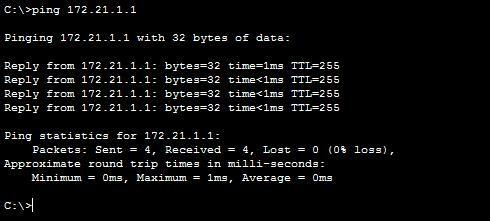 C:\>ping 172.21.1.1
Pinging 172.21.1.1 with 32 bytes of data:
Reply from 172.21.1.1: bytes=32 time=1ms TTL=255
Reply from 172.21.1.1: bytes=32 time<1ms TTL=255
Reply from 172.21.1.1: bytes=32 time<1ms TTL=255
Reply from 172.21.1.1: bytes=32 time<1ms TTL=255
Ping statistics for 172.21.1.1:
    Packets: Sent = 4, Received = 4, Lost = 0 (0% loss),
Approximate round trip times in milli-seconds:
    Minimum = 0ms, Maximum = 1ms, Average = 0ms
C:\>